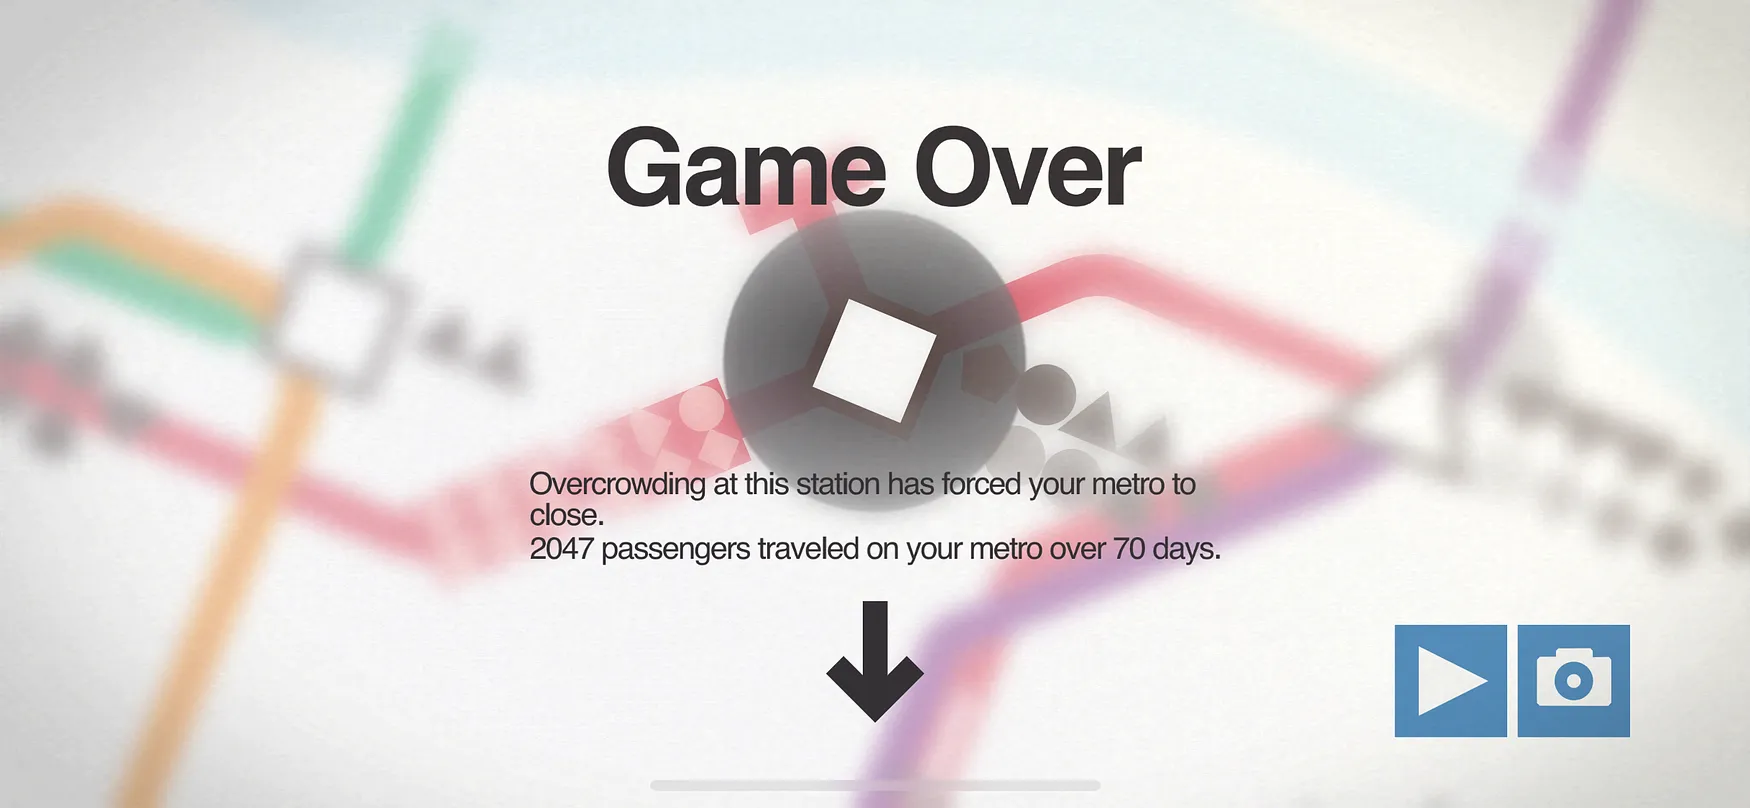 Game Over
Overcrowding at this station has forced your metro to
close.
2047 passengers traveled on your metro over 70 days.